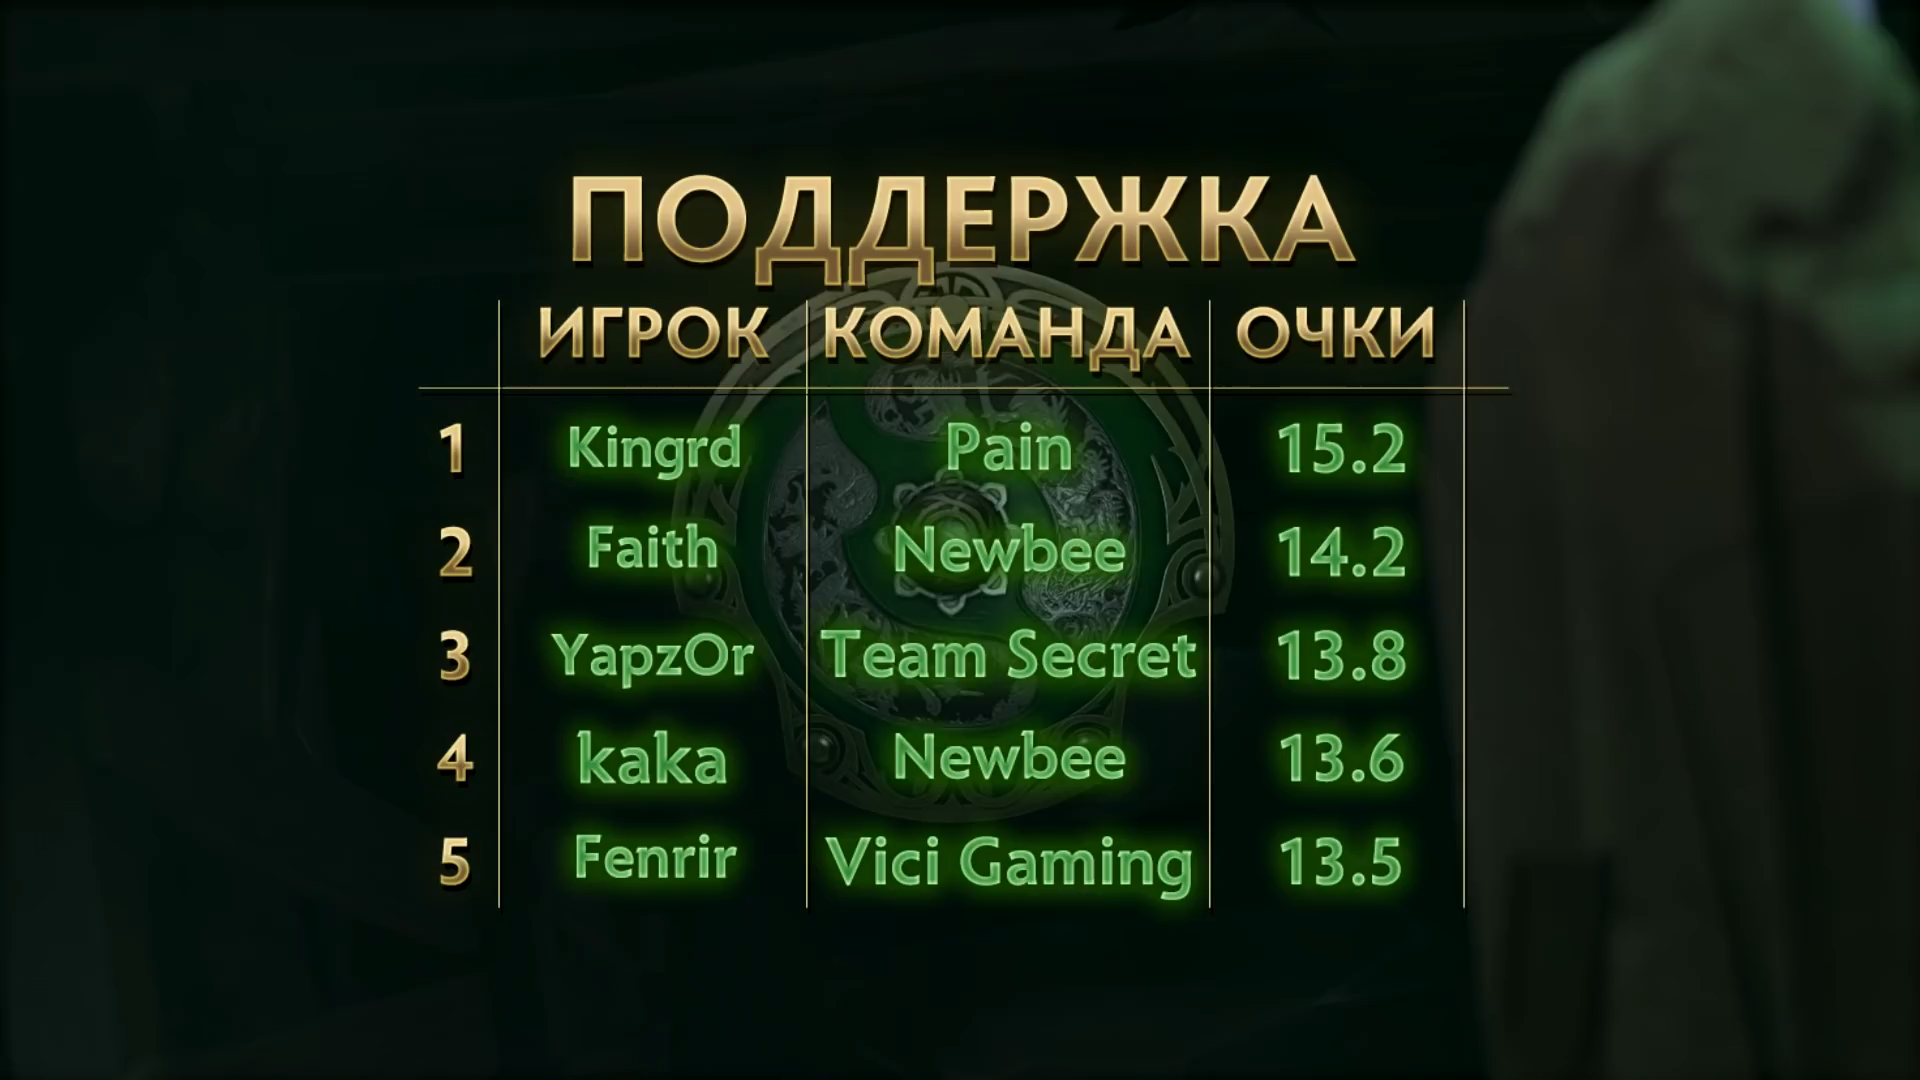 ПОДДЕРЖКА
ИГРОК КОМАНДА ОЧКИ
1 Kingrd Pain 15.2
2 Faith Newbee 14.2
3 YapzOr Team Secret 13.8
4 kaka Newbee 13.6
5 Fenrir Vici Gaming 13.5